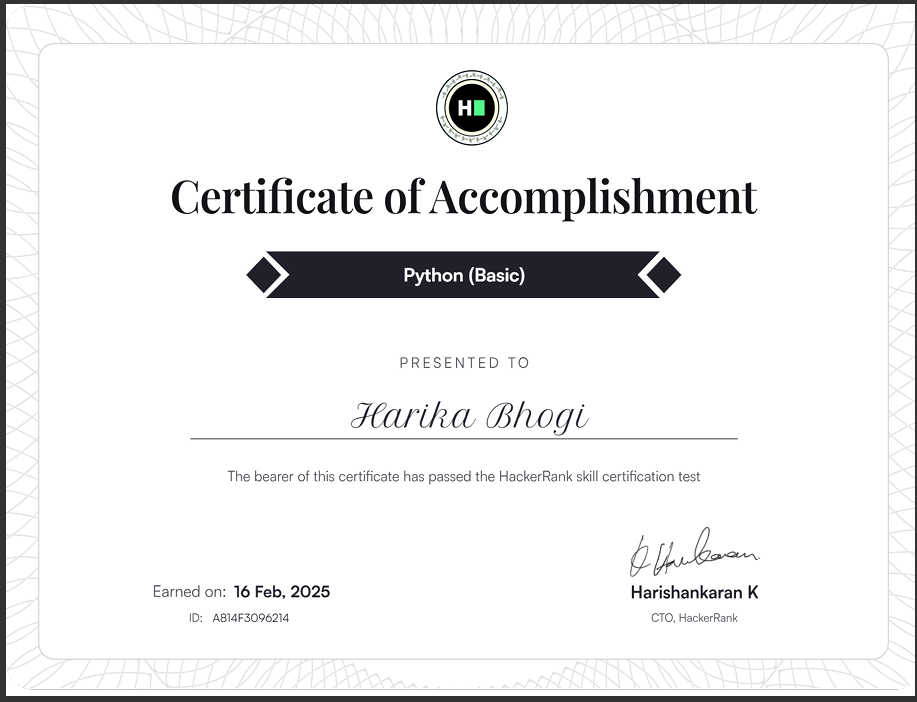 H
Certificate of Accomplishment
Python (Basic)
PRESENTED TO
Harika Bhogi
The bearer of this certificate has passed the HackerRank skill certification test
Earned on: 16 Feb, 2025
ID: A814F3096214
Harishankaran K
CTO, HackerRank